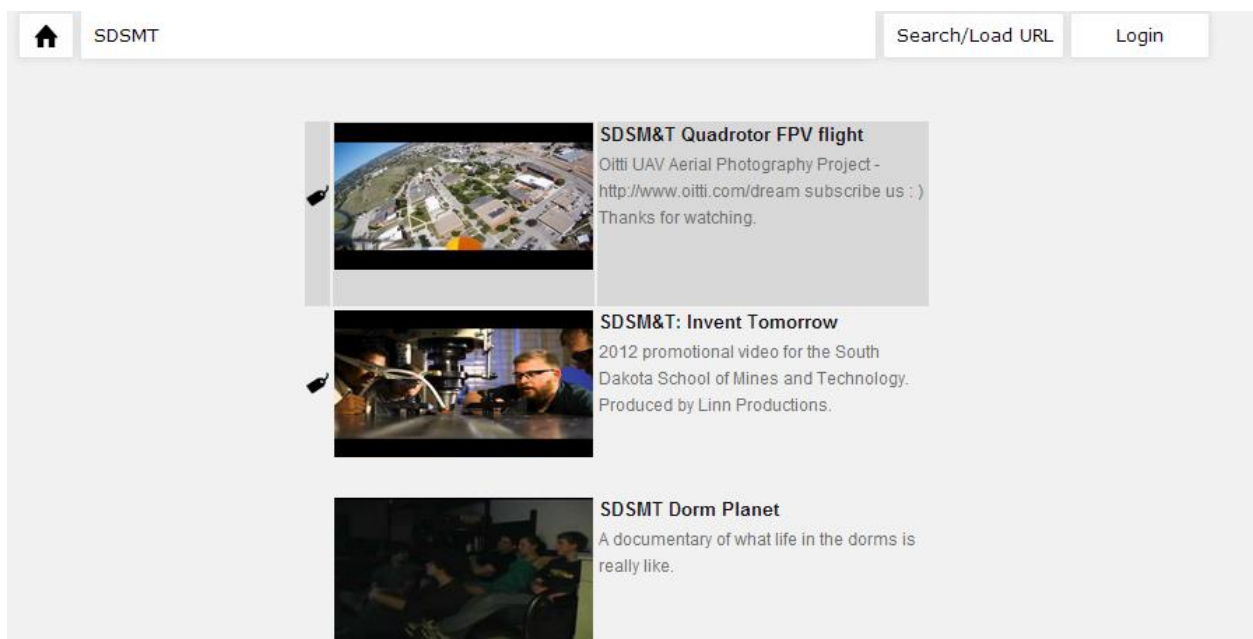 SDSMT
Search/Load URL
Login
SDSM&T Quadrotor FPV flight
Oitti UAV Aerial Photography Project -
http://www.oitti.com/dream subscribe us : )
Thanks for watching.
SDSM&T: Invent Tomorrow
2012 promotional video for the South
Dakota School of Mines and Technology.
Produced by Linn Productions.
SDSMT Dorm Planet
A documentary of what life in the dorms is
really like.